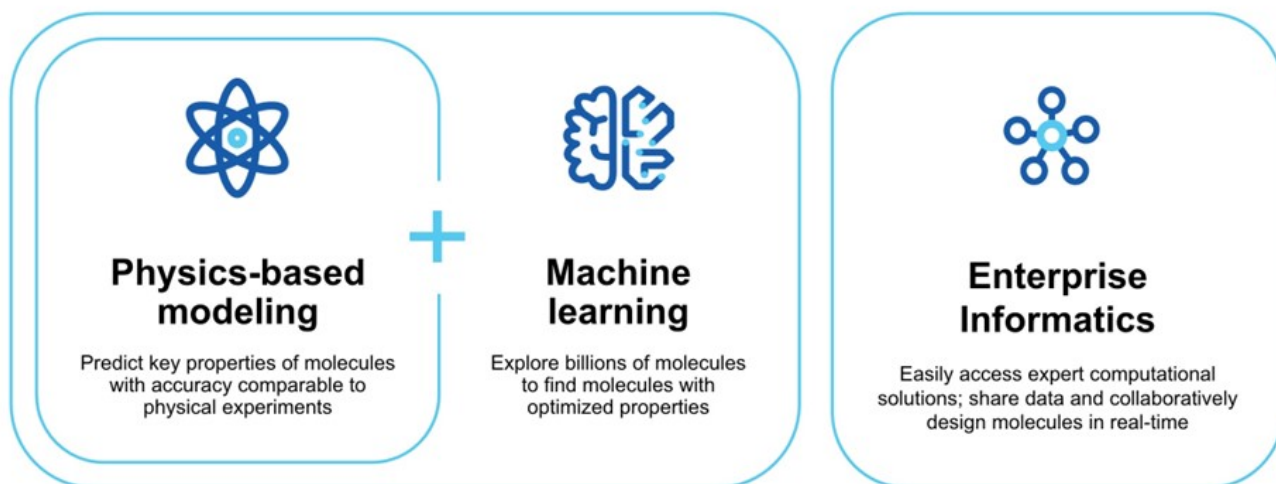 Physics-based
modeling
Predict key properties of molecules
with accuracy comparable to
physical experiments
+
Machine
learning
Explore billions of molecules
to find molecules with
optimized properties
Enterprise
Informatics
Easily access expert computational
solutions; share data and collaboratively
design molecules in real-time